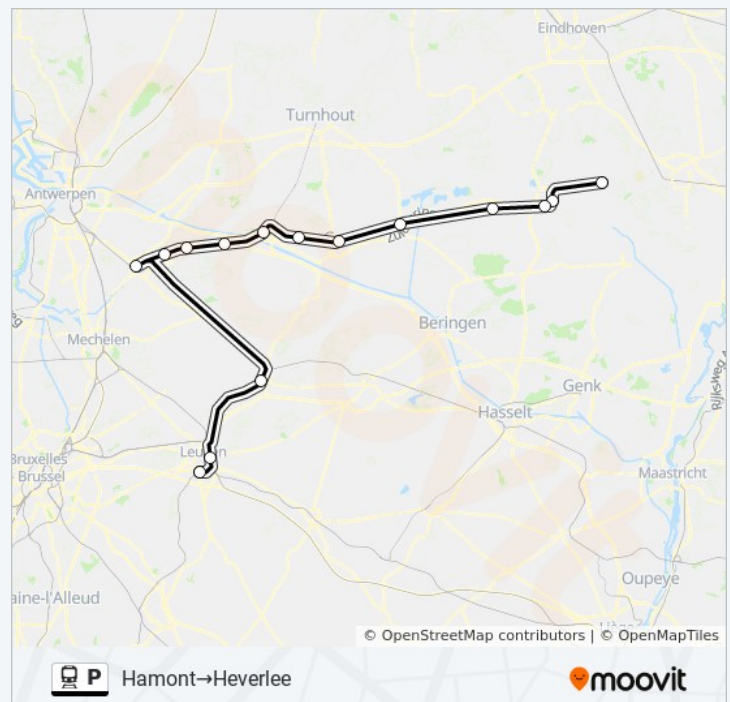 Eindhoven
Turnhout
Antwerpen
Mechelen
Beringen
Genk
Hasselt
Bruxelles
Brussel
Maastricht
Oupeye
aine-l'Alleud
© OpenStreetMap contributors | © OpenMapTiles
P Hamont→Heverlee
moovit